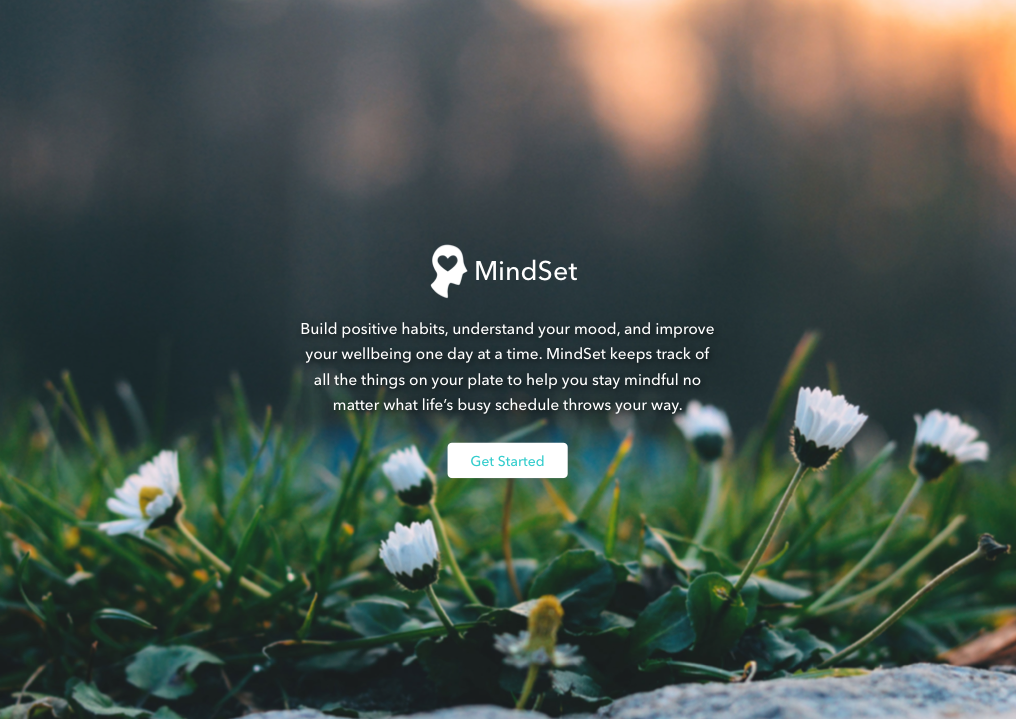 MindSet
Build positive habits, understand your mood, and improve
your wellbeing one day at a time. MindSet keeps track of
all the things on your plate to help you stay mindful no
matter what life’s busy schedule throws your way.
Get Started